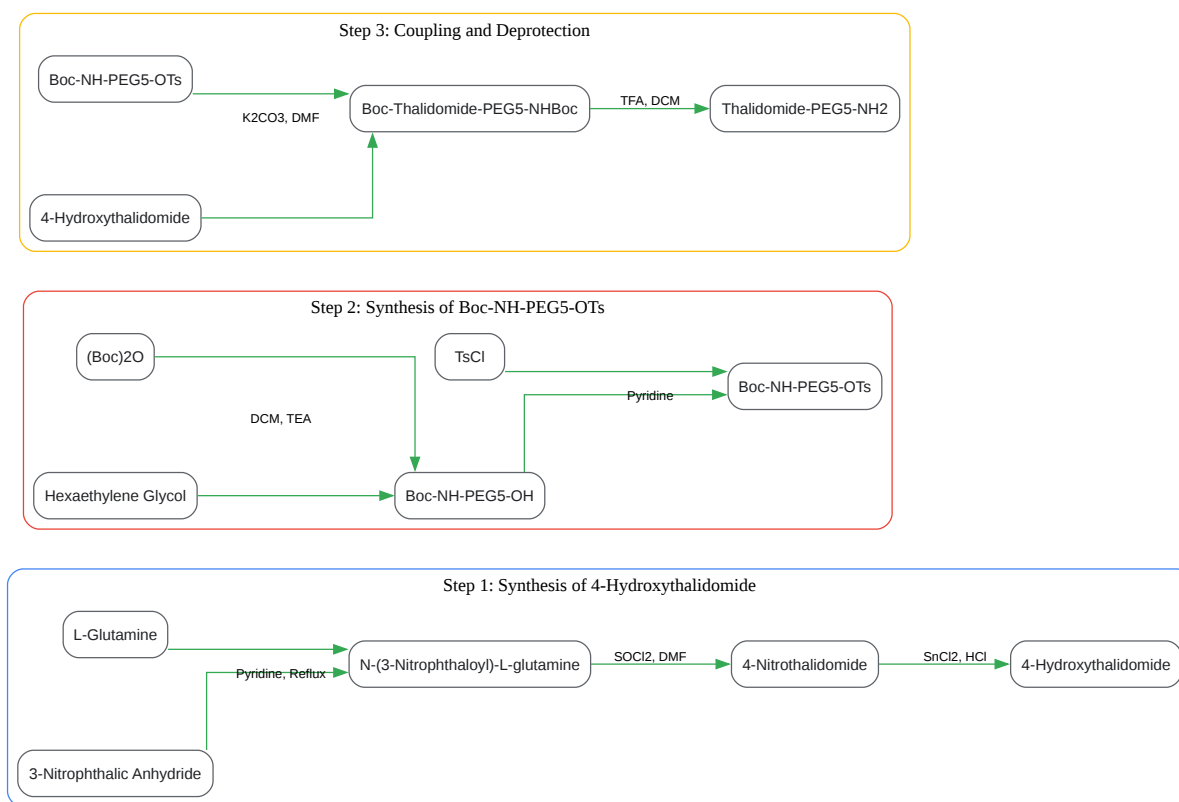 Step 3: Coupling and Deprotection
Boc-NH-PEG5-OTs
K2CO3, DMF
Boc-Thalidomide-PEG5-NHBoc
TFA, DCM
Thalidomide-PEG5-NH2
4-Hydroxythalidomide
Step 2: Synthesis of Boc-NH-PEG5-OTs
(Boc)2O
TsCl
Boc-NH-PEG5-OTs
Pyridine
DCM, TEA
Hexaethylene Glycol
Boc-NH-PEG5-OH
Step 1: Synthesis of 4-Hydroxythalidomide
L-Glutamine
Pyridine, Reflux
N-(3-Nitrophthaloyl)-L-glutamine
SOCl2, DMF
4-Nitrothalidomide
SnCl2, HCl
4-Hydroxythalidomide
3-Nitrophthalic Anhydride